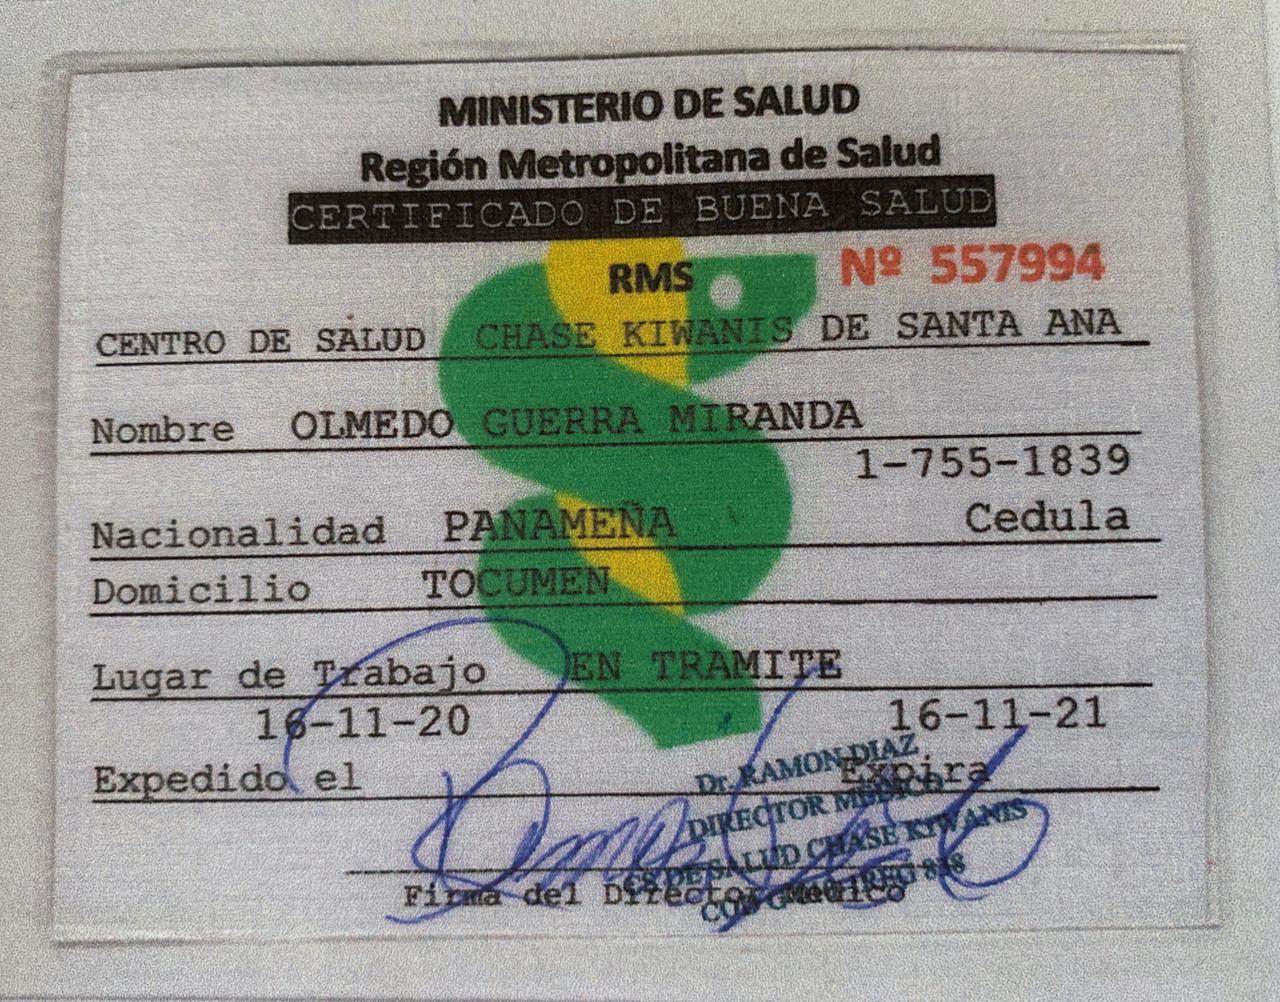 MINISTERIO DE SALUD
Región Metropolitana de Salud
CERTIFICADO DE BUENA SALUD
RMS
Nº 557994
CENTRO DE SALUD CHASE KIWANIS DE SANTA ANA
Nombre OLMEDO GUERRA MIRANDA
1-755-1839
Nacionalidad PANAMEÑA Cedula
Domicilio TOCUMEN
Lugar de Trabajo EN TRAMITE
16-11-20 16-11-21
Expedido el Expira
Dr. RAMON DIAZ
DIRECTOR MEDICO
CS DE SALUD CHASE KIWANIS
REG 838
Firma del Director Medico